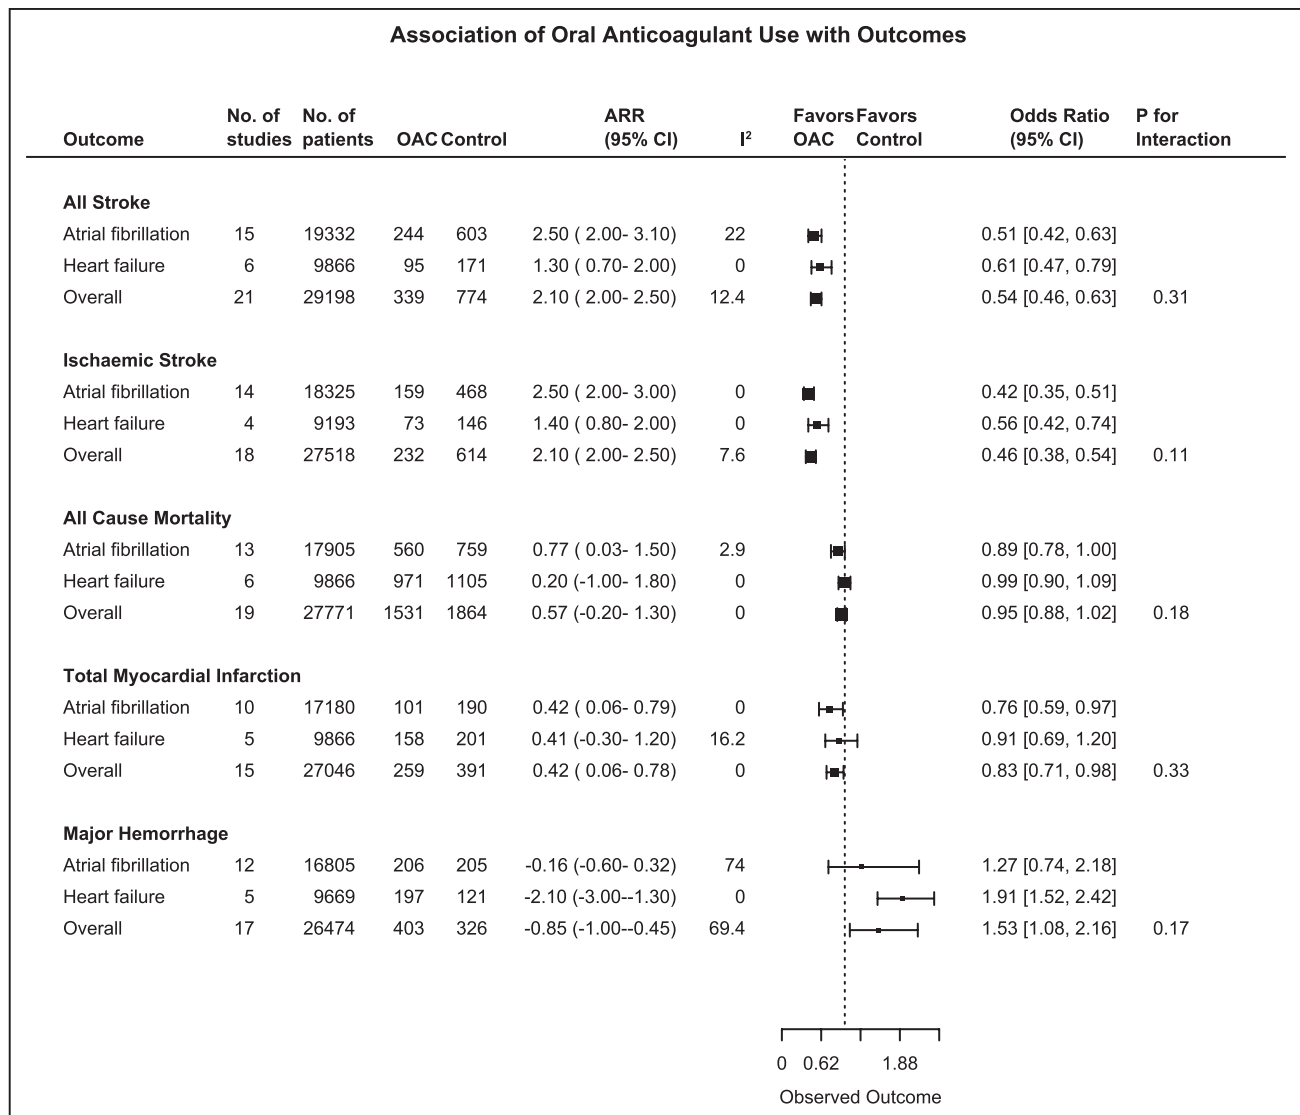 Association of Oral Anticoagulant Use with Outcomes
No. of No. of ARR Favors Favors Odds Ratio P for
Outcome studies patients OAC Control (95% CI) I² OAC Control (95% CI) Interaction
All Stroke
Atrial fibrillation 15 19332 244 603 2.50 ( 2.00- 3.10) 22 0.51 [0.42, 0.63]
Heart failure 6 9866 95 171 1.30 ( 0.70- 2.00) 0 0.61 [0.47, 0.79]
Overall 21 29198 339 774 2.10 ( 2.00- 2.50) 12.4 0.54 [0.46, 0.63] 0.31
Ischaemic Stroke
Atrial fibrillation 14 18325 159 468 2.50 ( 2.00- 3.00) 0 0.42 [0.35, 0.51]
Heart failure 4 9193 73 146 1.40 ( 0.80- 2.00) 0 0.56 [0.42, 0.74]
Overall 18 27518 232 614 2.10 ( 2.00- 2.50) 7.6 0.46 [0.38, 0.54] 0.11
All Cause Mortality
Atrial fibrillation 13 17905 560 759 0.77 ( 0.03- 1.50) 2.9 0.89 [0.78, 1.00]
Heart failure 6 9866 971 1105 0.20 (-1.00- 1.80) 0 0.99 [0.90, 1.09]
Overall 19 27771 1531 1864 0.57 (-0.20- 1.30) 0 0.95 [0.88, 1.02] 0.18
Total Myocardial Infarction
Atrial fibrillation 10 17180 101 190 0.42 ( 0.06- 0.79) 0 0.76 [0.59, 0.97]
Heart failure 5 9866 158 201 0.41 (-0.30- 1.20) 16.2 0.91 [0.69, 1.20]
Overall 15 27046 259 391 0.42 ( 0.06- 0.78) 0 0.83 [0.71, 0.98] 0.33
Major Hemorrhage
Atrial fibrillation 12 16805 206 205 -0.16 (-0.60- 0.32) 74 1.27 [0.74, 2.18]
Heart failure 5 9669 197 121 -2.10 (-3.00--1.30) 0 1.91 [1.52, 2.42]
Overall 17 26474 403 326 -0.85 (-1.00--0.45) 69.4 1.53 [1.08, 2.16] 0.17
0 0.62 1.88
Observed Outcome